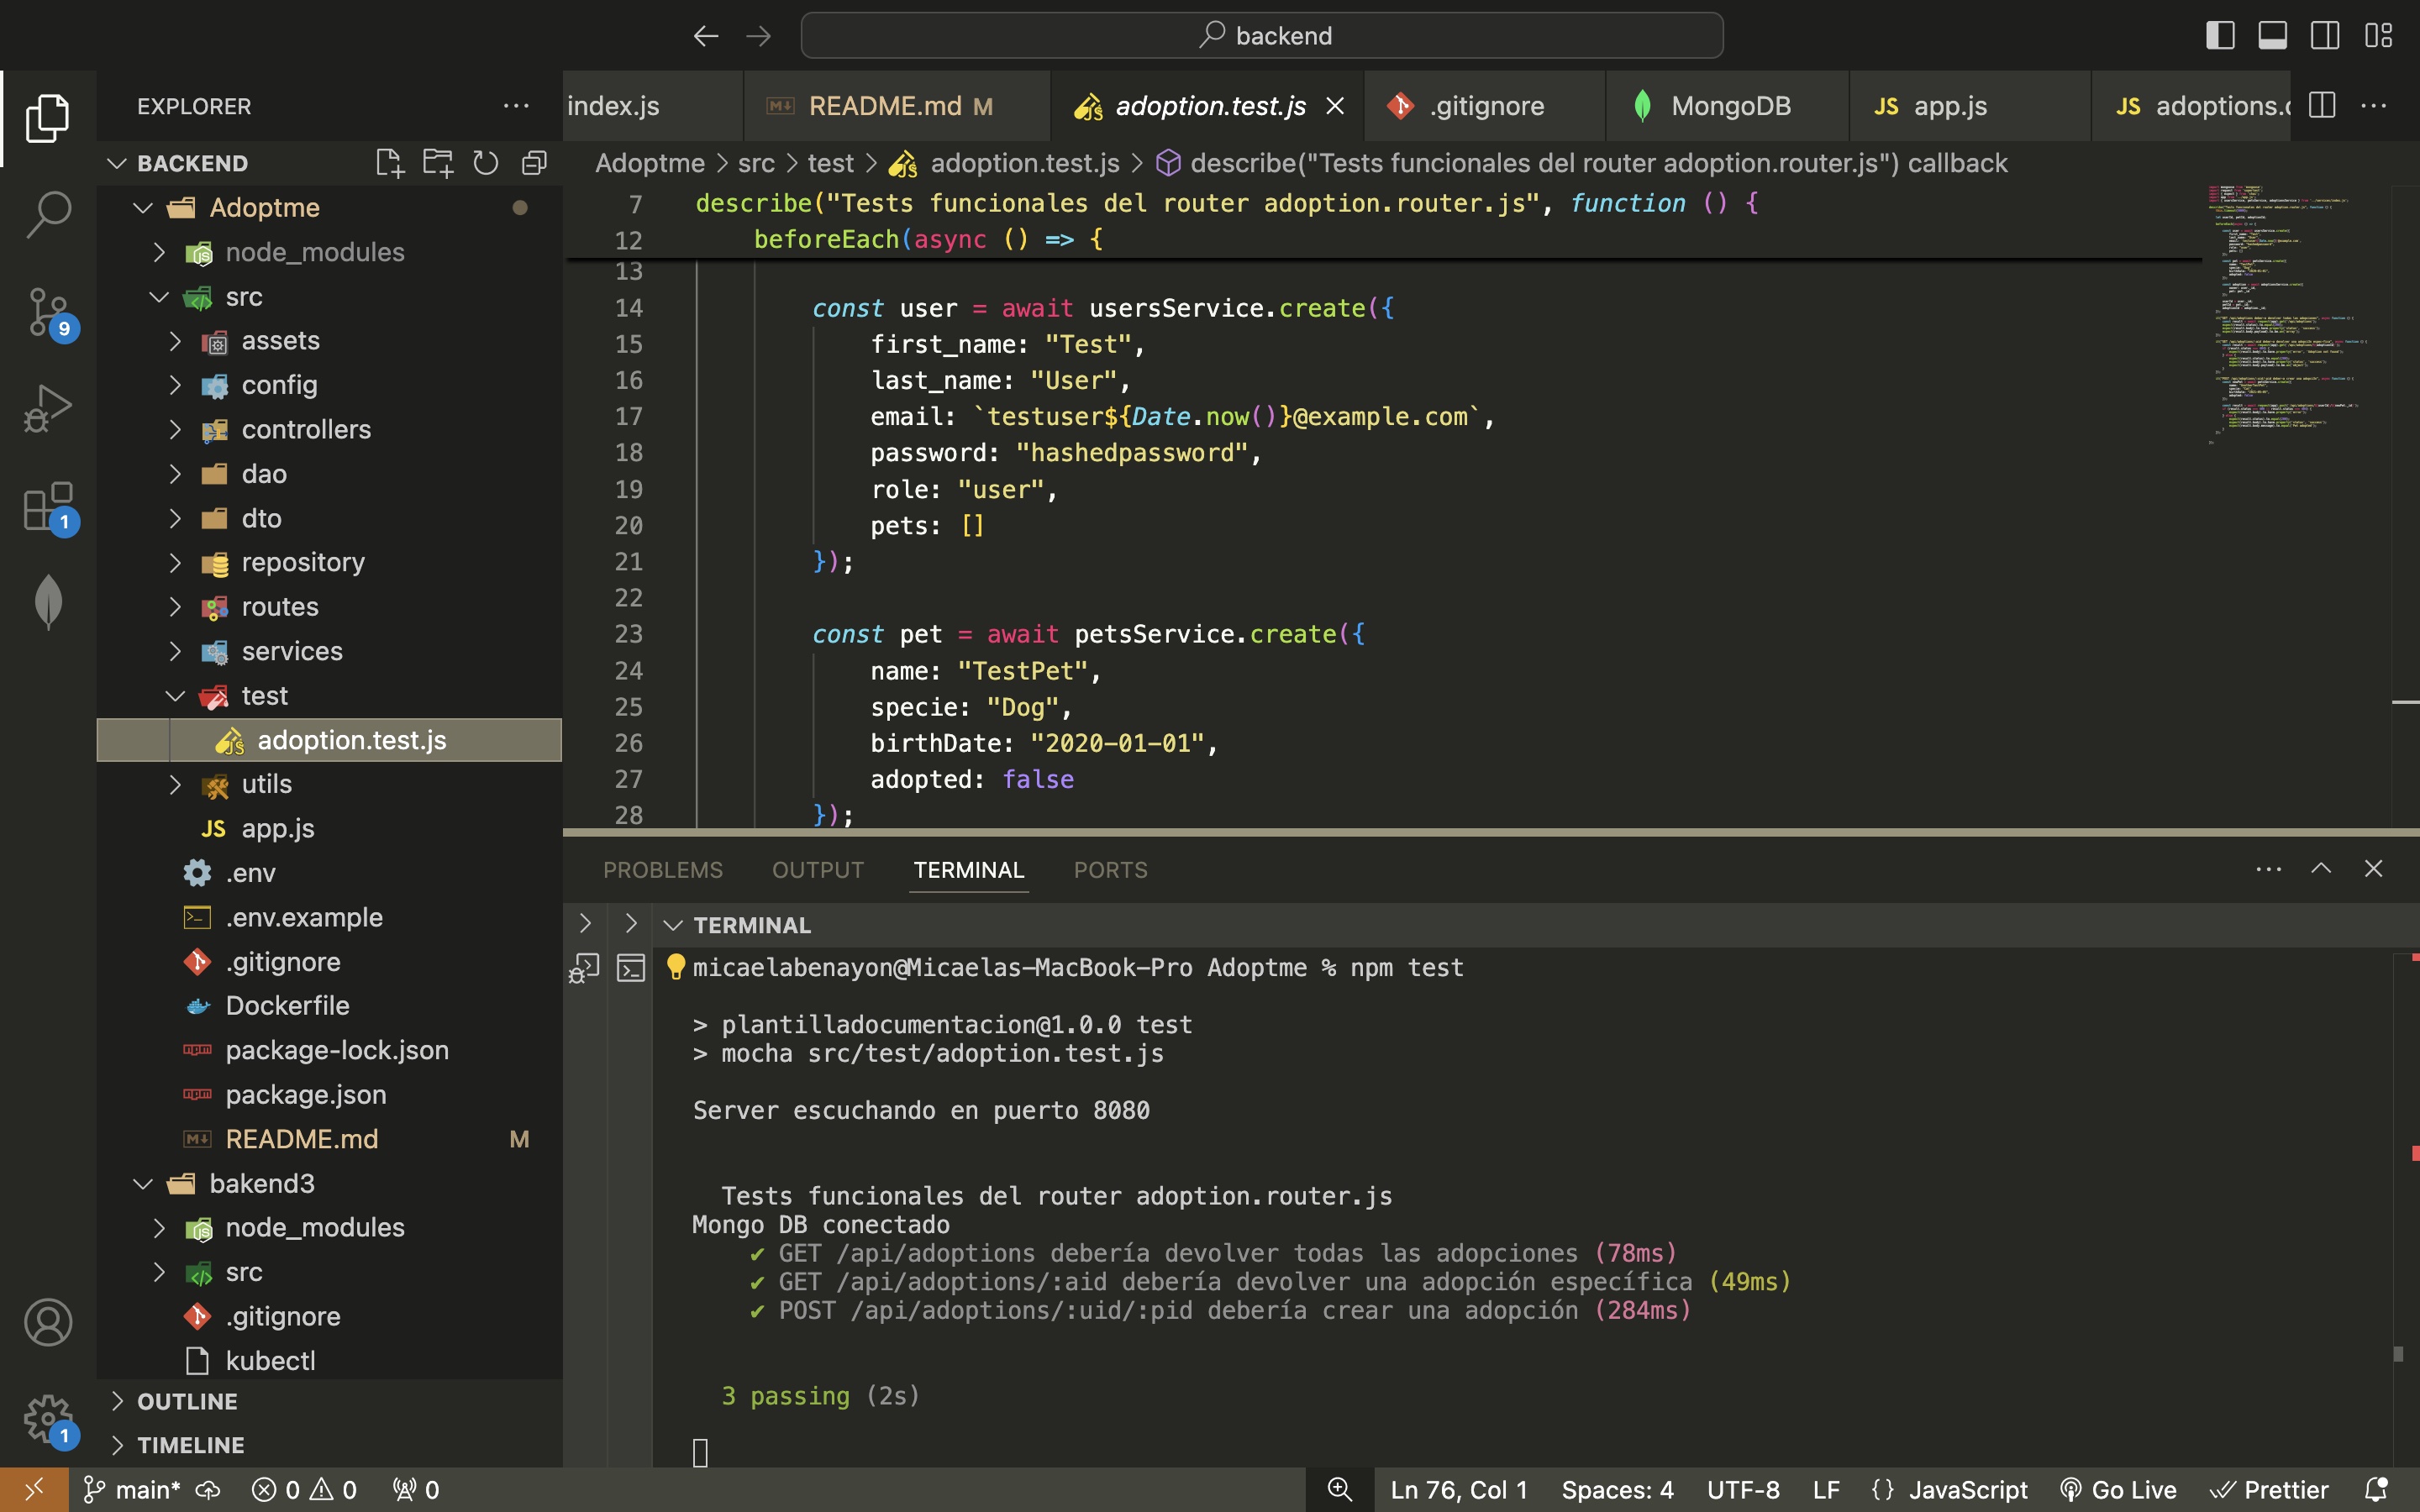 backend
EXPLORER
index.js
README.md M
adoption.test.js
.gitignore
MongoDB
JS app.js
JS adoptions.c
BACKEND
Adoptme > src > test > adoption.test.js > describe("Tests funcionales del router adoption.router.js") callback
Adoptme
node_modules
src
assets
config
controllers
dao
dto
repository
routes
services
test
adoption.test.js
utils
JS app.js
.env
.env.example
.gitignore
Dockerfile
package-lock.json
package.json
README.md M
bakend3
node_modules
src
.gitignore
kubectl
OUTLINE
TIMELINE
9
1
1
7 describe("Tests funcionales del router adoption.router.js", function () {
12 beforeEach(async () => {
13
14 const user = await usersService.create({
15 first_name: "Test",
16 last_name: "User",
17 email: `testuser${Date.now()}@example.com`,
18 password: "hashedpassword",
19 role: "user",
20 pets: []
21 });
22
23 const pet = await petsService.create({
24 name: "TestPet",
25 specie: "Dog",
26 birthDate: "2020-01-01",
27 adopted: false
28 });
PROBLEMS OUTPUT TERMINAL PORTS
TERMINAL
micaelabenayon@Micaelas-MacBook-Pro Adoptme % npm test
> plantilladocumentacion@1.0.0 test
> mocha src/test/adoption.test.js
Server escuchando en puerto 8080
Tests funcionales del router adoption.router.js
Mongo DB conectado
✔ GET /api/adoptions debería devolver todas las adopciones (78ms)
✔ GET /api/adoptions/:aid debería devolver una adopción específica (49ms)
✔ POST /api/adoptions/:uid/:pid debería crear una adopción (284ms)
3 passing (2s)
main* 0 0 0 Ln 76, Col 1 Spaces: 4 UTF-8 LF {} JavaScript Go Live Prettier